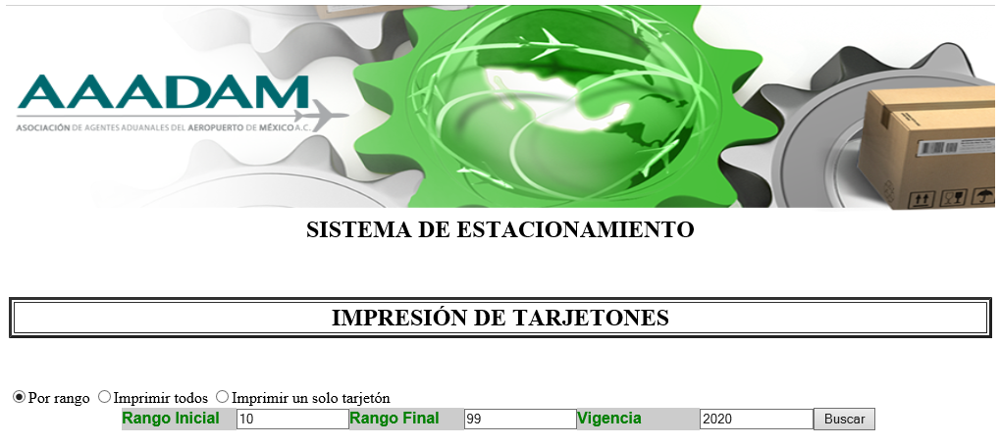 AAADAM
ASOCIACIÓN DE AGENTES ADUANALES DEL AEROPUERTO DE MÉXICO A.C.
SISTEMA DE ESTACIONAMIENTO
IMPRESIÓN DE TARJETONES
Por rango Imprimir todos Imprimir un solo tarjetón
Rango Inicial 10 Rango Final 99 Vigencia 2020 Buscar